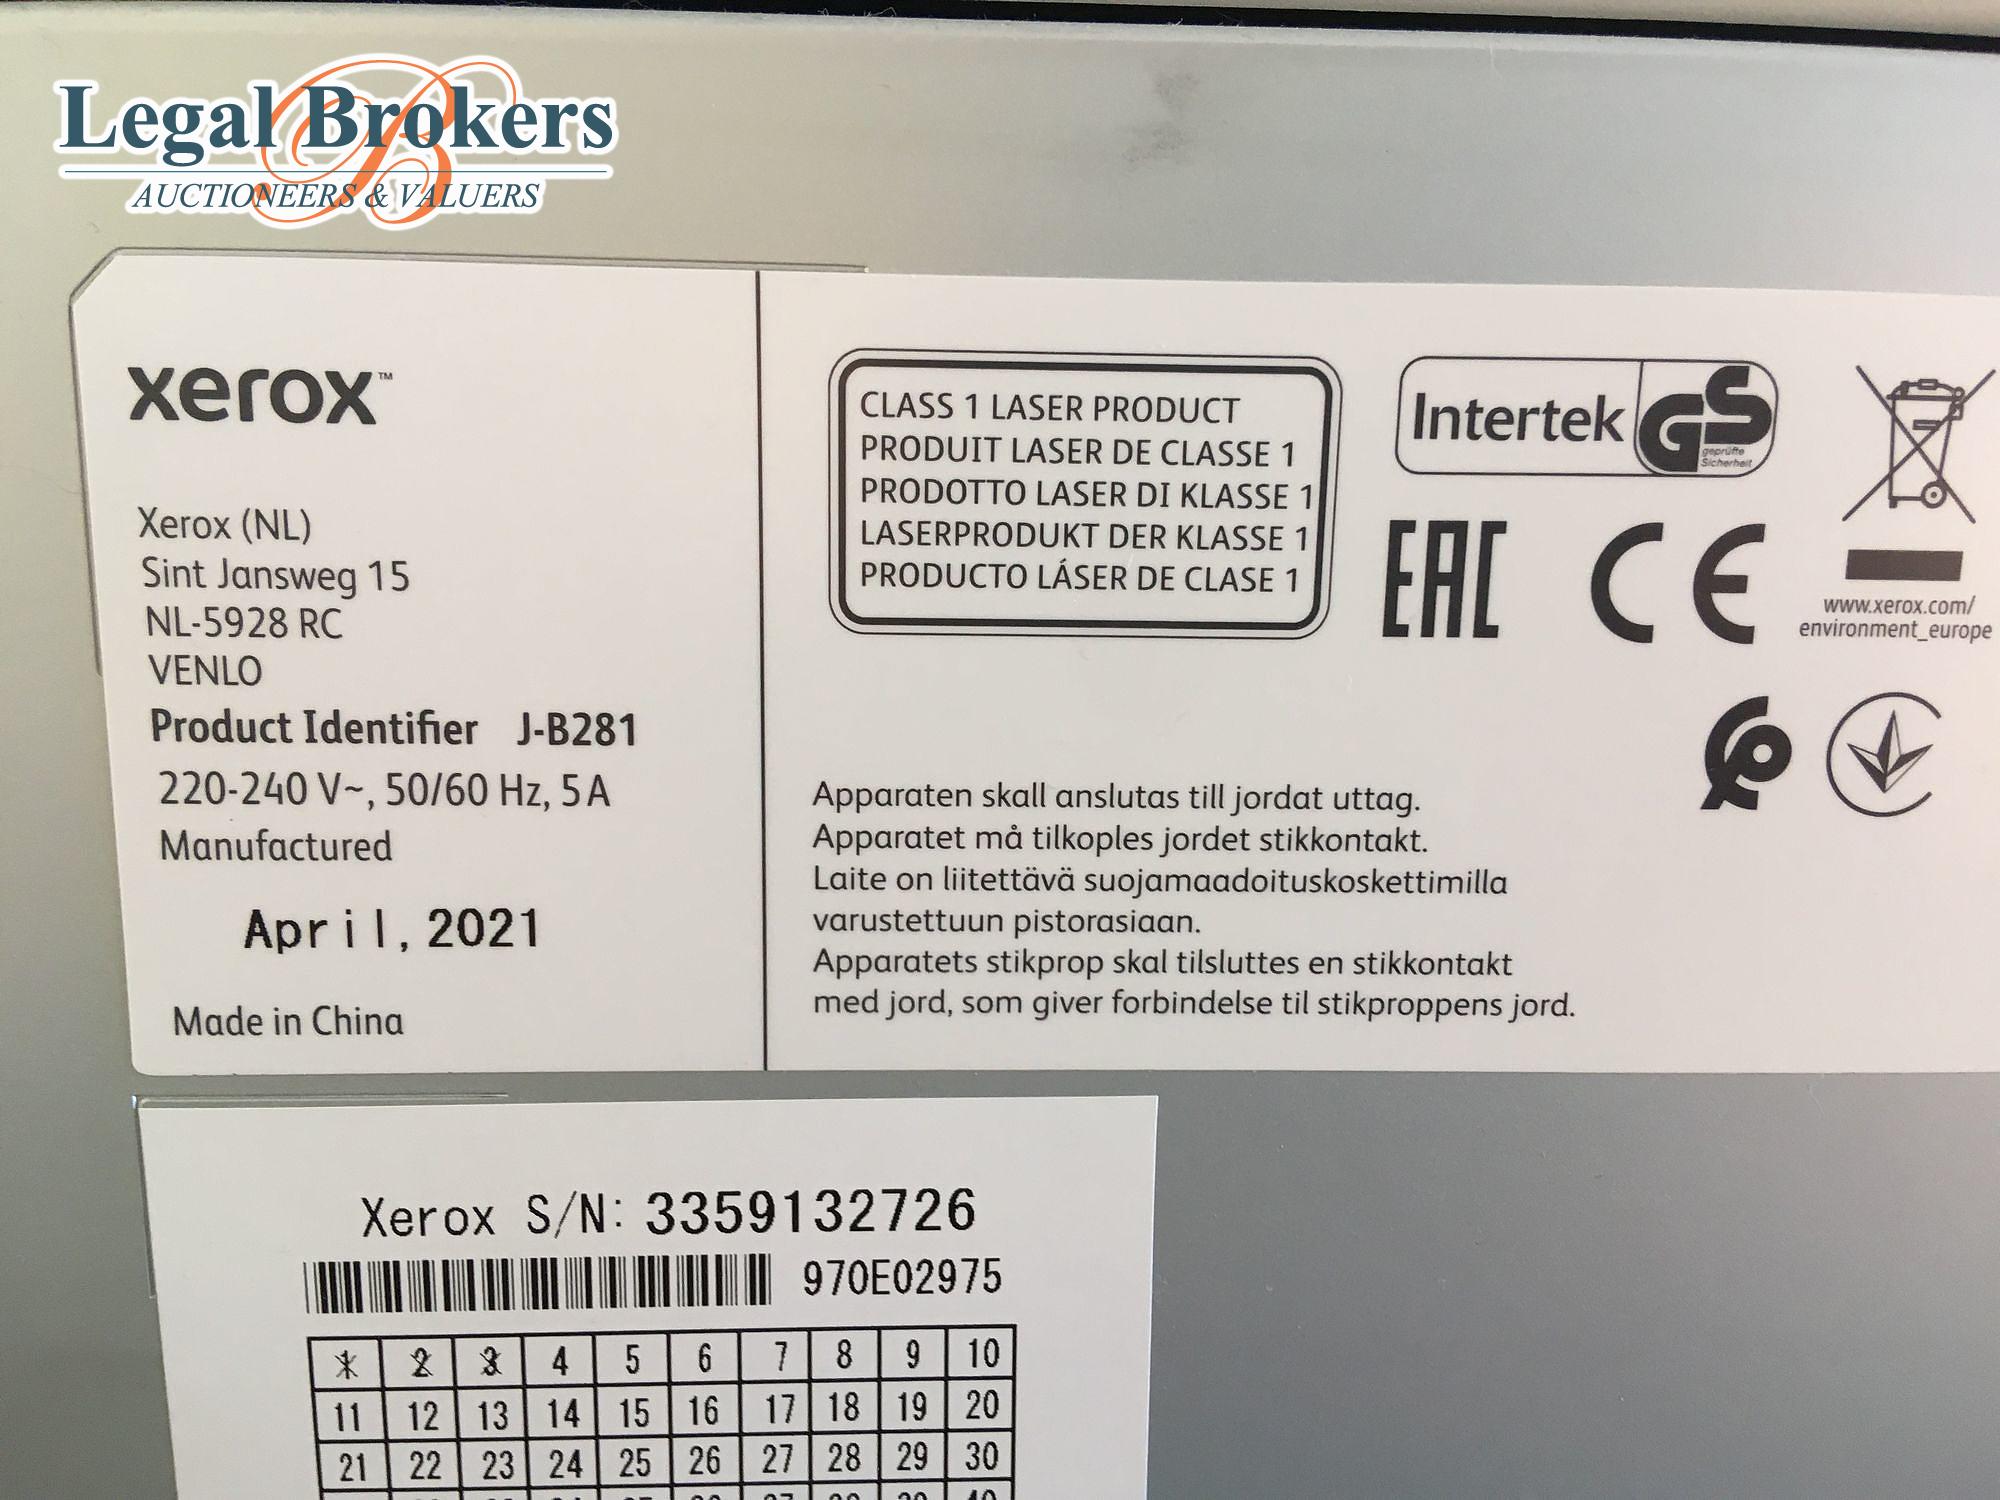 Legal Brokers
AUCTIONEERS & VALUERS
xerox™
Xerox (NL)
Sint Jansweg 15
NL-5928 RC
VENLO
Product Identifier J-B281
220-240 V~, 50/60 Hz, 5 A
Manufactured
April, 2021
Made in China
CLASS 1 LASER PRODUCT
PRODUIT LASER DE CLASSE 1
PRODOTTO LASER DI KLASSE 1
LASERPRODUKT DER KLASSE 1
PRODUCTO LÁSER DE CLASE 1
Intertek GS
geprüfte
Sicherheit
EAC CE
www.xerox.com/
environment_europe
Apparaten skall anslutas till jordat uttag.
Apparatet må tilkoples jordet stikkontakt.
Laite on liitettävä suojamaadoituskoskettimilla
varustettuun pistorasiaan.
Apparatets stikprop skal tilsluttes en stikkontakt
med jord, som giver forbindelse til stikproppens jord.
Xerox S/N: 3359132726
970E02975
1 2 3 4 5 6 7 8 9 10
11 12 13 14 15 16 17 18 19 20
21 22 23 24 25 26 27 28 29 30